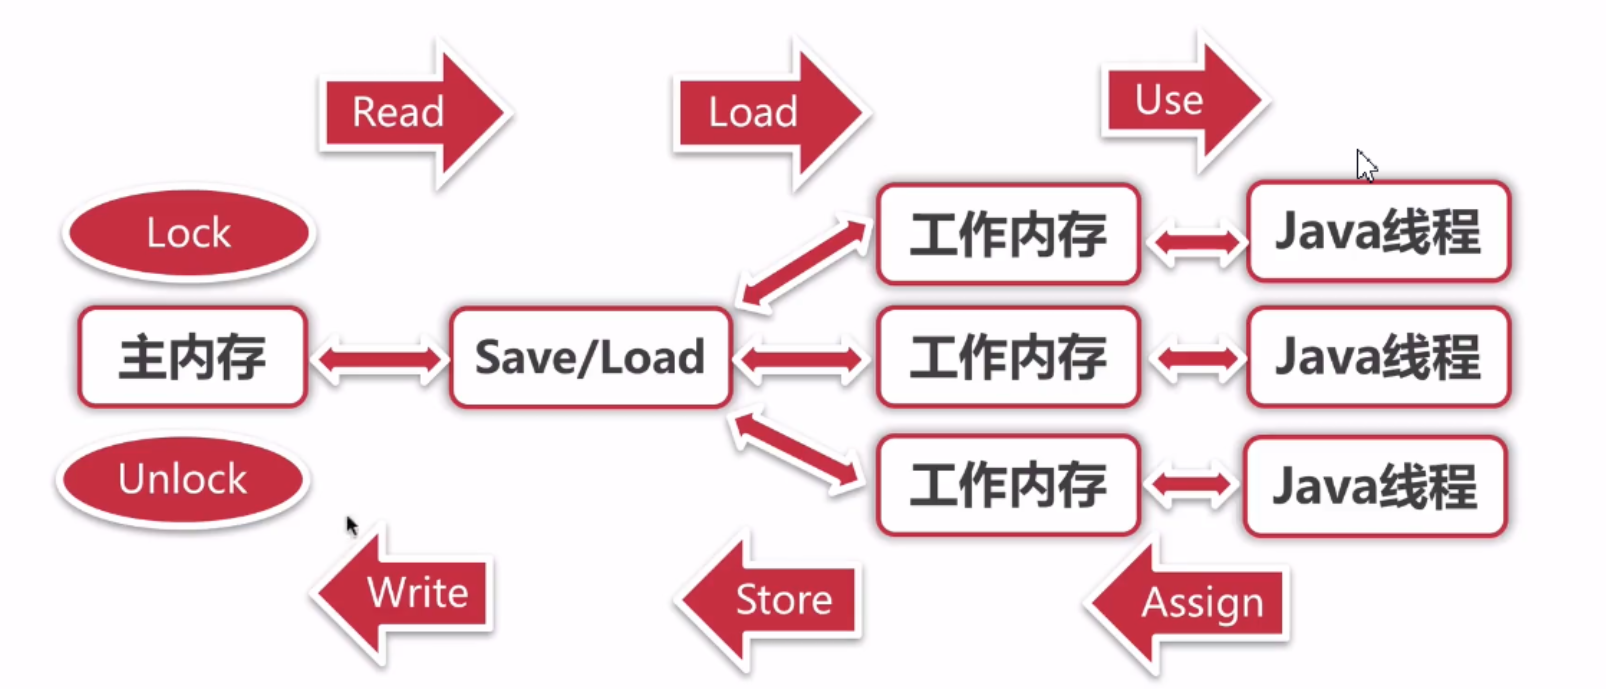 Read
Load
Use
Lock
工作内存
Java线程
主内存
Save/Load
工作内存
Java线程
Unlock
工作内存
Java线程
Write
Store
Assign